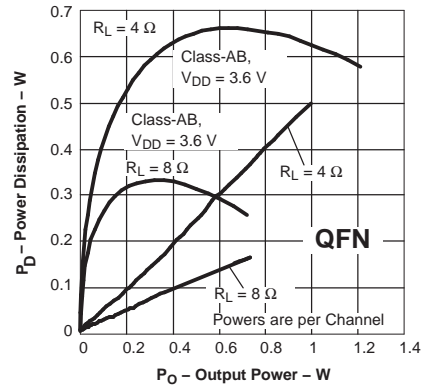 0.7
0.6
0.5
0.4
0.3
0.2
0.1
0
P_D – Power Dissipation – W
R_L = 4 Ω
Class-AB,
V_DD = 3.6 V
Class-AB,
V_DD = 3.6 V
R_L = 8 Ω
R_L = 4 Ω
QFN
R_L = 8 Ω
Powers are per Channel
0 0.2 0.4 0.6 0.8 1 1.2 1.4
P_O – Output Power – W